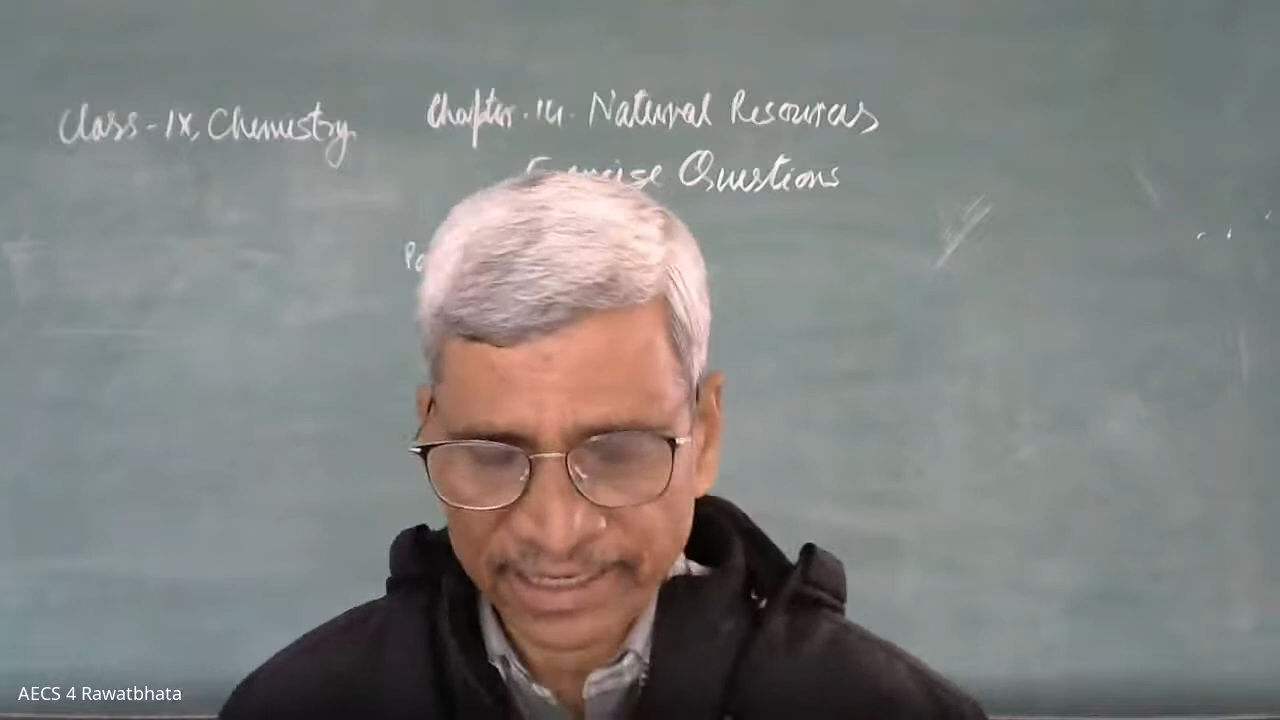 Class-IX, Chemistry
Chapter-14. Natural Resources
Questions
AECS 4 Rawatbhata